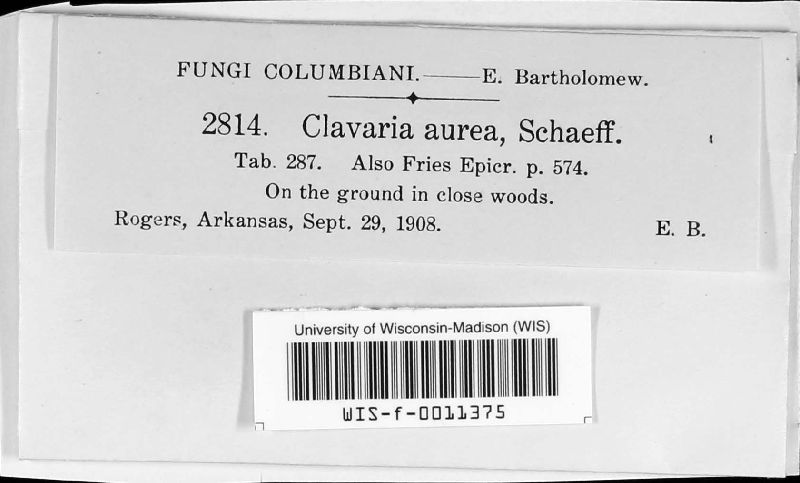 FUNGI COLUMBIANI.——E. Bartholomew.
2814. Clavaria aurea, Schaeff.
Tab. 287. Also Fries Epicr. p. 574.
On the ground in close woods.
Rogers, Arkansas, Sept. 29, 1908. E. B.
University of Wisconsin-Madison (WIS)
WIS-f-0011375